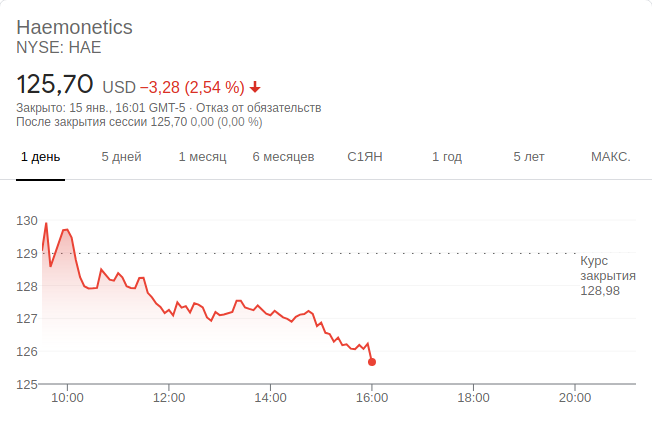 Haemonetics
NYSE: HAE
125,70 USD −3,28 (2,54 %)
Закрыто: 15 янв., 16:01 GMT-5 · Отказ от обязательств
После закрытия сессии 125,70 0,00 (0,00 %)
1 день 5 дней 1 месяц 6 месяцев С1ЯН 1 год 5 лет МАКС.
130
129
Курс
закрытия
128,98
128
127
126
125
10:00 12:00 14:00 16:00 18:00 20:00